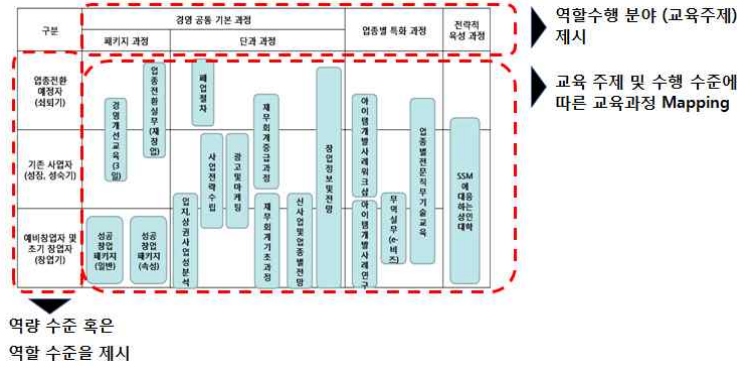 구분
경영 공통 기본 과정
패키지 과정
단과 과정
업종별 특화 과정
전략적
육성 과정
역할수행 분야 (교육주제)
제시
업종전환
예정자
(쇠퇴기)
기존 사업자
(성장, 성숙기)
예비창업자 및
초기 창업자
(창업기)
경영개선교육(3일)
업종전환실무(재창업)
성공
창업
패키지
(일반)
성공
창업
패키지
(속성)
폐업절차
사업전략수립
광고및마케팅
입지,상권사업성분석
재무회계중급과정
재무회계기초과정
신사업및업종별전망
창업정보및전망
아이템개발사례워크샵
아이템개발사례연구
무역실무(e-비즈)
업종별전문직무기술교육
SSM
에
대응
하는
상인
대학
교육 주제 및 수행 수준에
따른 교육과정 Mapping
역량 수준 혹은
역할 수준을 제시